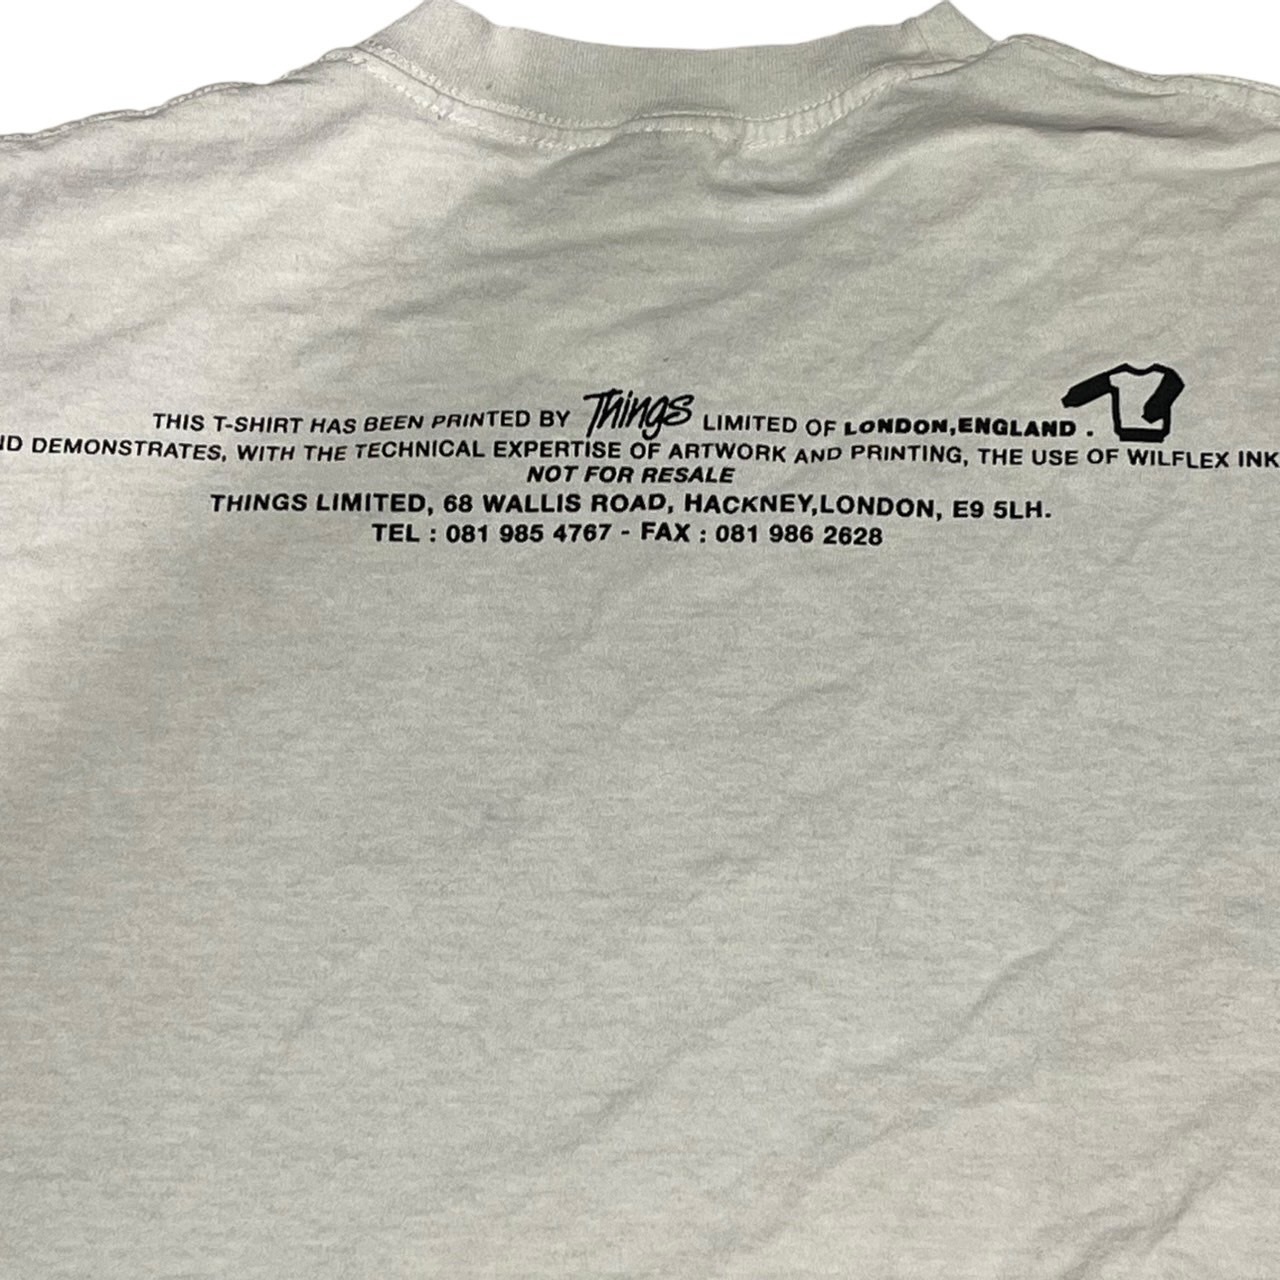 THIS T-SHIRT HAS BEEN PRINTED BY Things LIMITED OF LONDON,ENGLAND .
DEMONSTRATES, WITH THE TECHNICAL EXPERTISE OF ARTWORK AND PRINTING, THE USE OF WILFLEX INK
NOT FOR RESALE
THINGS LIMITED, 68 WALLIS ROAD, HACKNEY,LONDON, E9 5LH.
TEL : 081 985 4767 - FAX : 081 986 2628